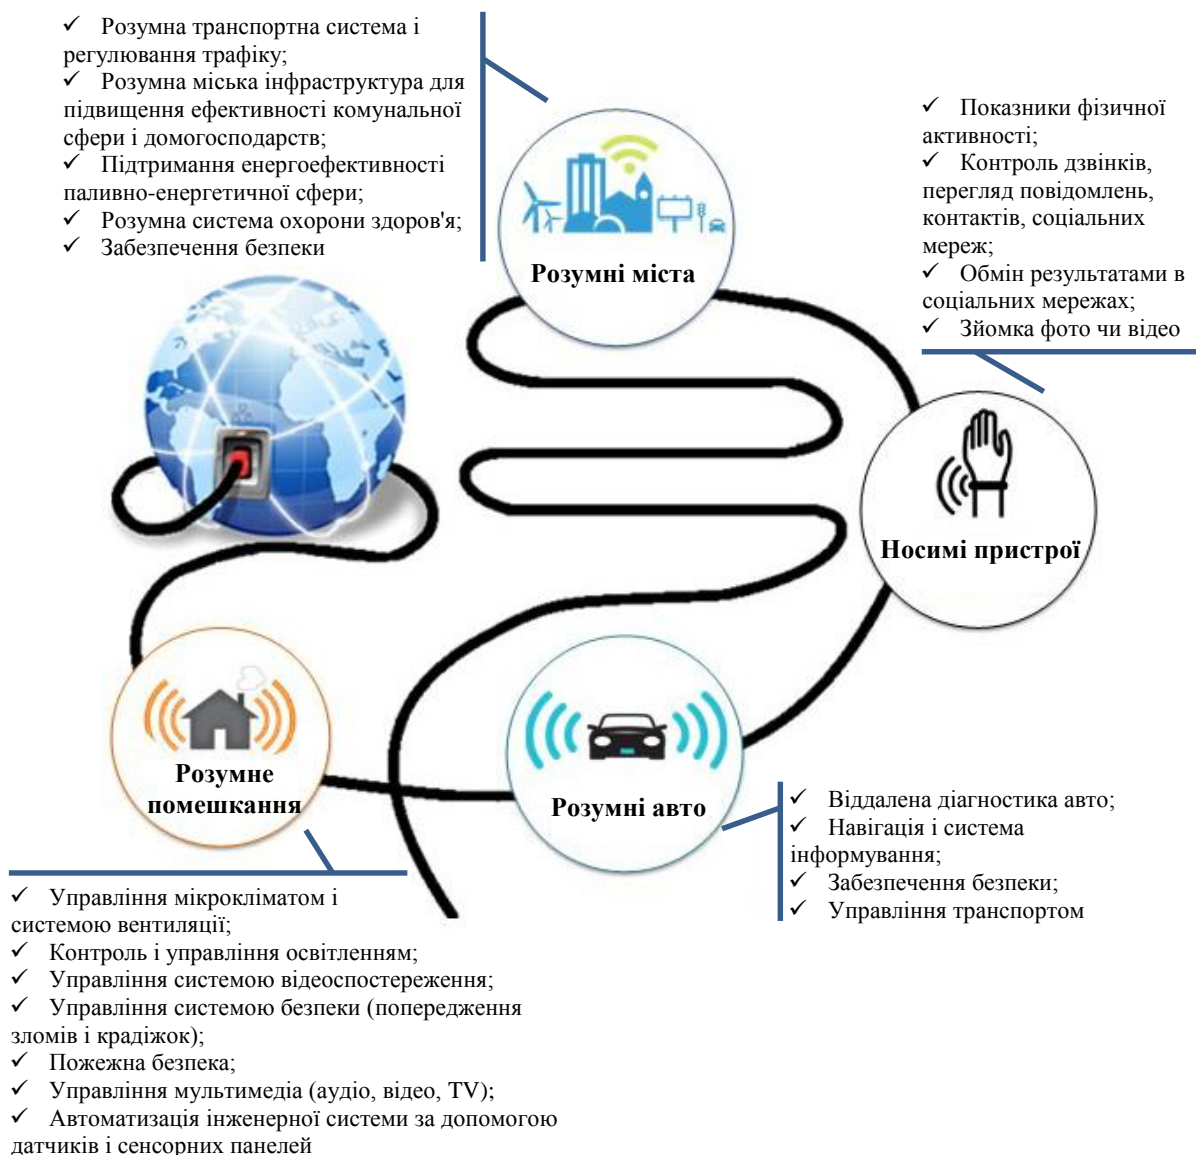 ✓ Розумна транспортна система і
регулювання трафіку;
✓ Розумна міська інфраструктура для
підвищення ефективності комунальної
сфери і домогосподарств;
✓ Підтримання енергоефективності
паливно-енергетичної сфери;
✓ Розумна система охорони здоров'я;
✓ Забезпечення безпеки
Розумні міста
✓ Показники фізичної
активності;
✓ Контроль дзвінків,
перегляд повідомлень,
контактів, соціальних
мереж;
✓ Обмін результатами в
соціальних мережах;
✓ Зйомка фото чи відео
Носимі пристрої
Розумне
помешкання
Розумні авто
✓ Віддалена діагностика авто;
✓ Навігація і система
інформування;
✓ Забезпечення безпеки;
✓ Управління транспортом
✓ Управління мікрокліматом і
системою вентиляції;
✓ Контроль і управління освітленням;
✓ Управління системою відеоспостереження;
✓ Управління системою безпеки (попередження
зломів і крадіжок);
✓ Пожежна безпека;
✓ Управління мультимедіа (аудіо, відео, TV);
✓ Автоматизація інженерної системи за допомогою
датчиків і сенсорних панелей